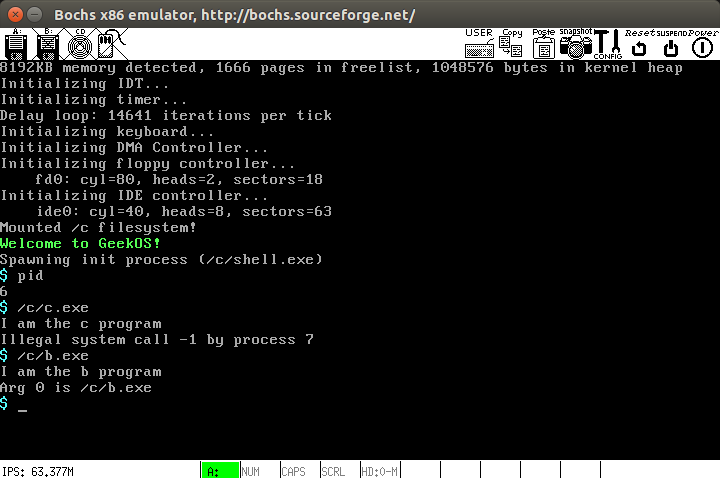 Bochs x86 emulator, http://bochs.sourceforge.net/
A: B: CD USER Copy Paste snapshot CONFIG Reset SUSPEND Power
8192KB memory detected, 1666 pages in freelist, 1048576 bytes in kernel heap
Initializing IDT...
Initializing timer...
Delay loop: 14641 iterations per tick
Initializing keyboard...
Initializing DMA Controller...
Initializing floppy controller...
    fd0: cyl=80, heads=2, sectors=18
Initializing IDE controller...
    ide0: cyl=40, heads=8, sectors=63
Mounted /c filesystem!
Welcome to GeekOS!
Spawning init process (/c/shell.exe)
$ pid
6
$ /c/c.exe
I am the c program
Illegal system call -1 by process 7
$ /c/b.exe
I am the b program
Arg 0 is /c/b.exe
$ _
IPS: 63.377M A: NUM CAPS SCRL HD:0-M